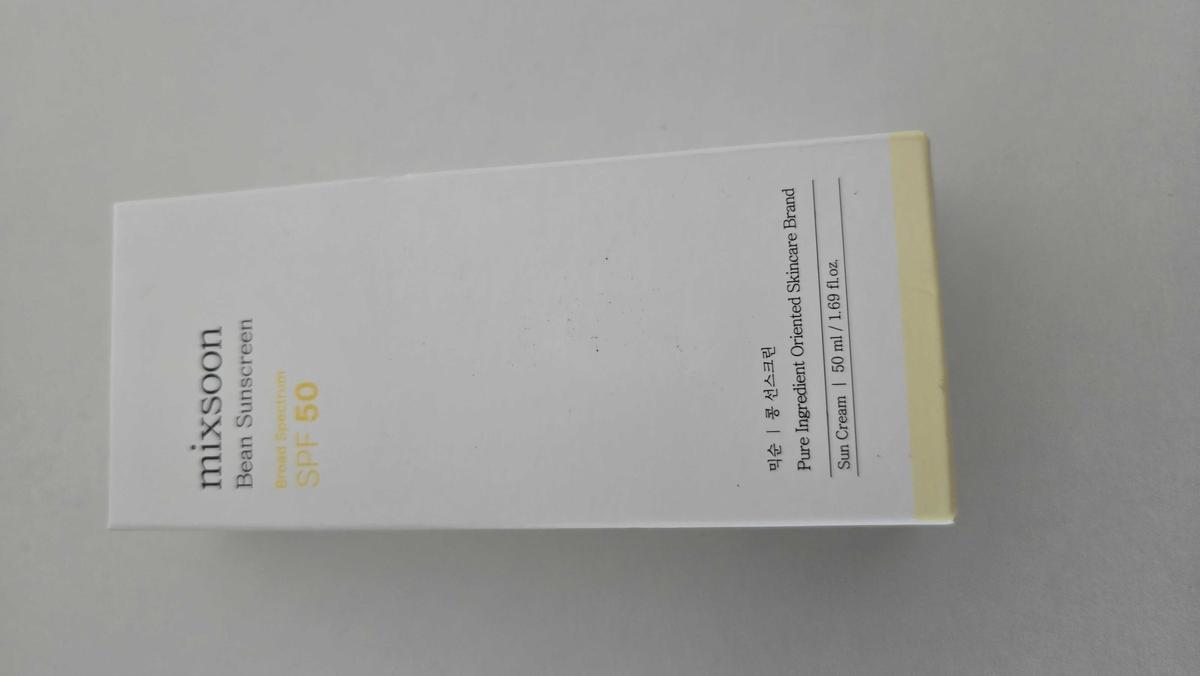 mixsoon
Bean Sunscreen
Broad Spectrum
SPF 50
믹순 | 콩 선스크린
Pure Ingredient Oriented Skincare Brand
Sun Cream | 50 ml / 1.69 fl.oz.